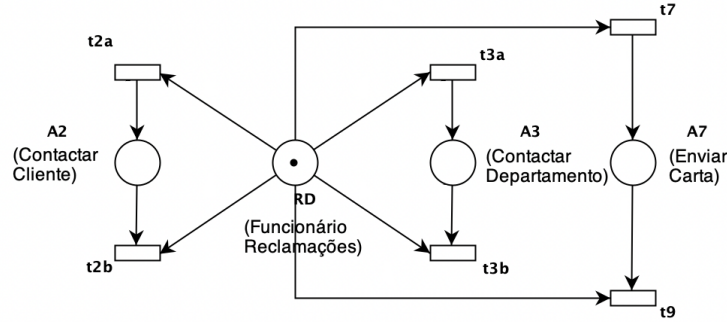 t7
t2a
t3a
A2
(Contactar
Cliente)
A3
(Contactar
Departamento)
A7
(Enviar
Carta)
RD
(Funcionário
Reclamações)
t2b
t3b
t9